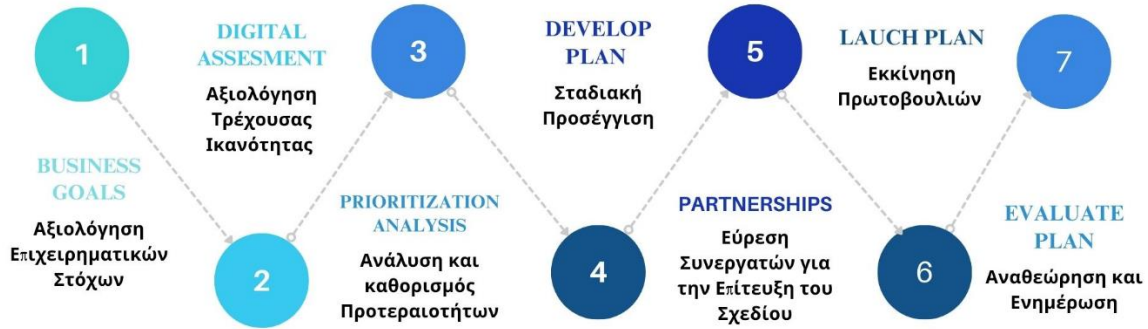 1
BUSINESS
GOALS
Αξιολόγηση
Επιχειρηματικών
Στόχων
DIGITAL
ASSESMENT
Αξιολόγηση
Τρέχουσας
Ικανότητας
2
3
PRIORITIZATION
ANALYSIS
Ανάλυση και
καθορισμός
Προτεραιοτήτων
DEVELOP
PLAN
Σταδιακή
Προσέγγιση
4
5
PARTNERSHIPS
Εύρεση
Συνεργατών για
την Επίτευξη του
Σχεδίου
LAUCH PLAN
Εκκίνηση
Πρωτοβουλιών
6
7
EVALUATE
PLAN
Αναθεώρηση και
Ενημέρωση